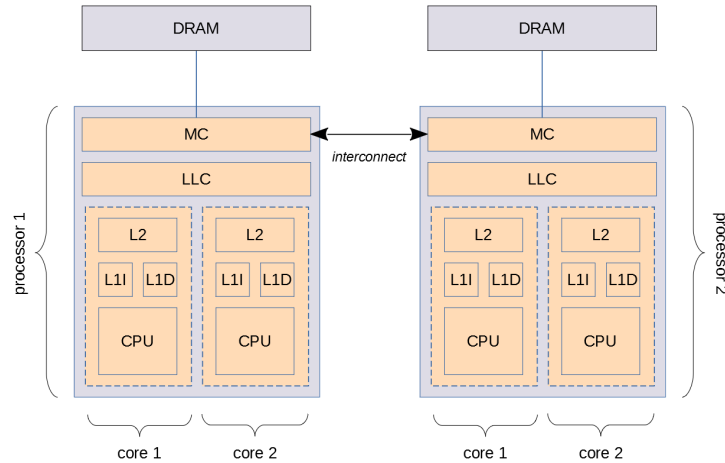 DRAM
DRAM
MC
MC
interconnect
LLC
LLC
processor 1
processor 2
L2
L2
L2
L2
L1I
L1D
L1I
L1D
L1I
L1D
L1I
L1D
CPU
CPU
CPU
CPU
core 1
core 2
core 1
core 2